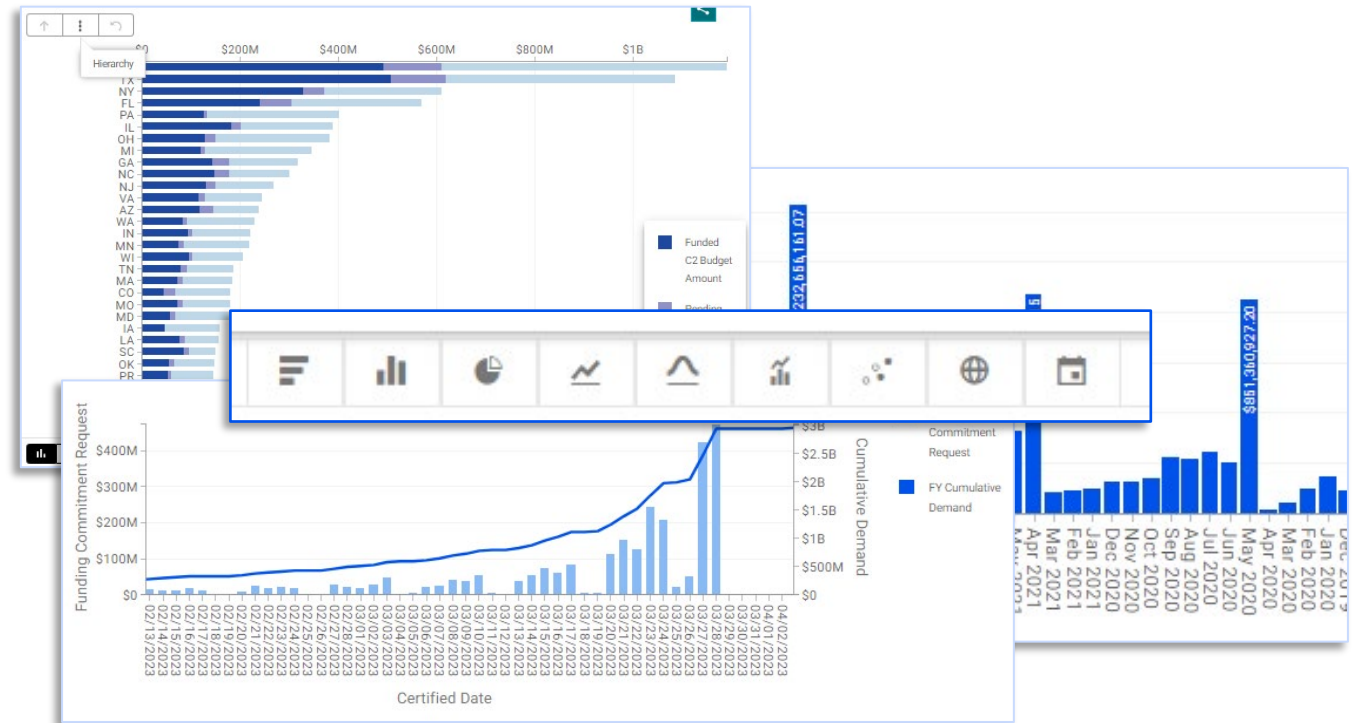 $0 $200M $400M $600M $800M $1B
Hierarchy
TX
NY
FL
PA
IL
OH
MI
GA
NC
NJ
VA
AZ
WA
IN
MN
WI
TN
MA
CO
MO
MD
IA
LA
SC
OK
PR
Funded
C2 Budget
Amount
Pending
232,656,161.07
5
$851,360,927.20
May 2021
Apr 2021
Mar 2021
Feb 2021
Jan 2021
Dec 2020
Nov 2020
Oct 2020
Sep 2020
Aug 2020
Jul 2020
Jun 2020
May 2020
Apr 2020
Mar 2020
Feb 2020
Jan 2020
Dec 2019
Funding Commitment Request
$400M
$300M
$200M
$100M
$0
$3B
$2.5B
$2B
$1.5B
$1B
$500M
$0
Cumulative Demand
Commitment
Request
FY Cumulative
Demand
02/13/2023
02/14/2023
02/15/2023
02/16/2023
02/17/2023
02/18/2023
02/19/2023
02/20/2023
02/21/2023
02/22/2023
02/23/2023
02/24/2023
02/25/2023
02/26/2023
02/27/2023
02/28/2023
03/01/2023
03/02/2023
03/03/2023
03/04/2023
03/05/2023
03/06/2023
03/07/2023
03/08/2023
03/09/2023
03/10/2023
03/11/2023
03/12/2023
03/13/2023
03/14/2023
03/15/2023
03/16/2023
03/17/2023
03/18/2023
03/19/2023
03/20/2023
03/21/2023
03/22/2023
03/23/2023
03/24/2023
03/25/2023
03/26/2023
03/27/2023
03/28/2023
03/29/2023
03/30/2023
03/31/2023
04/01/2023
04/02/2023
Certified Date